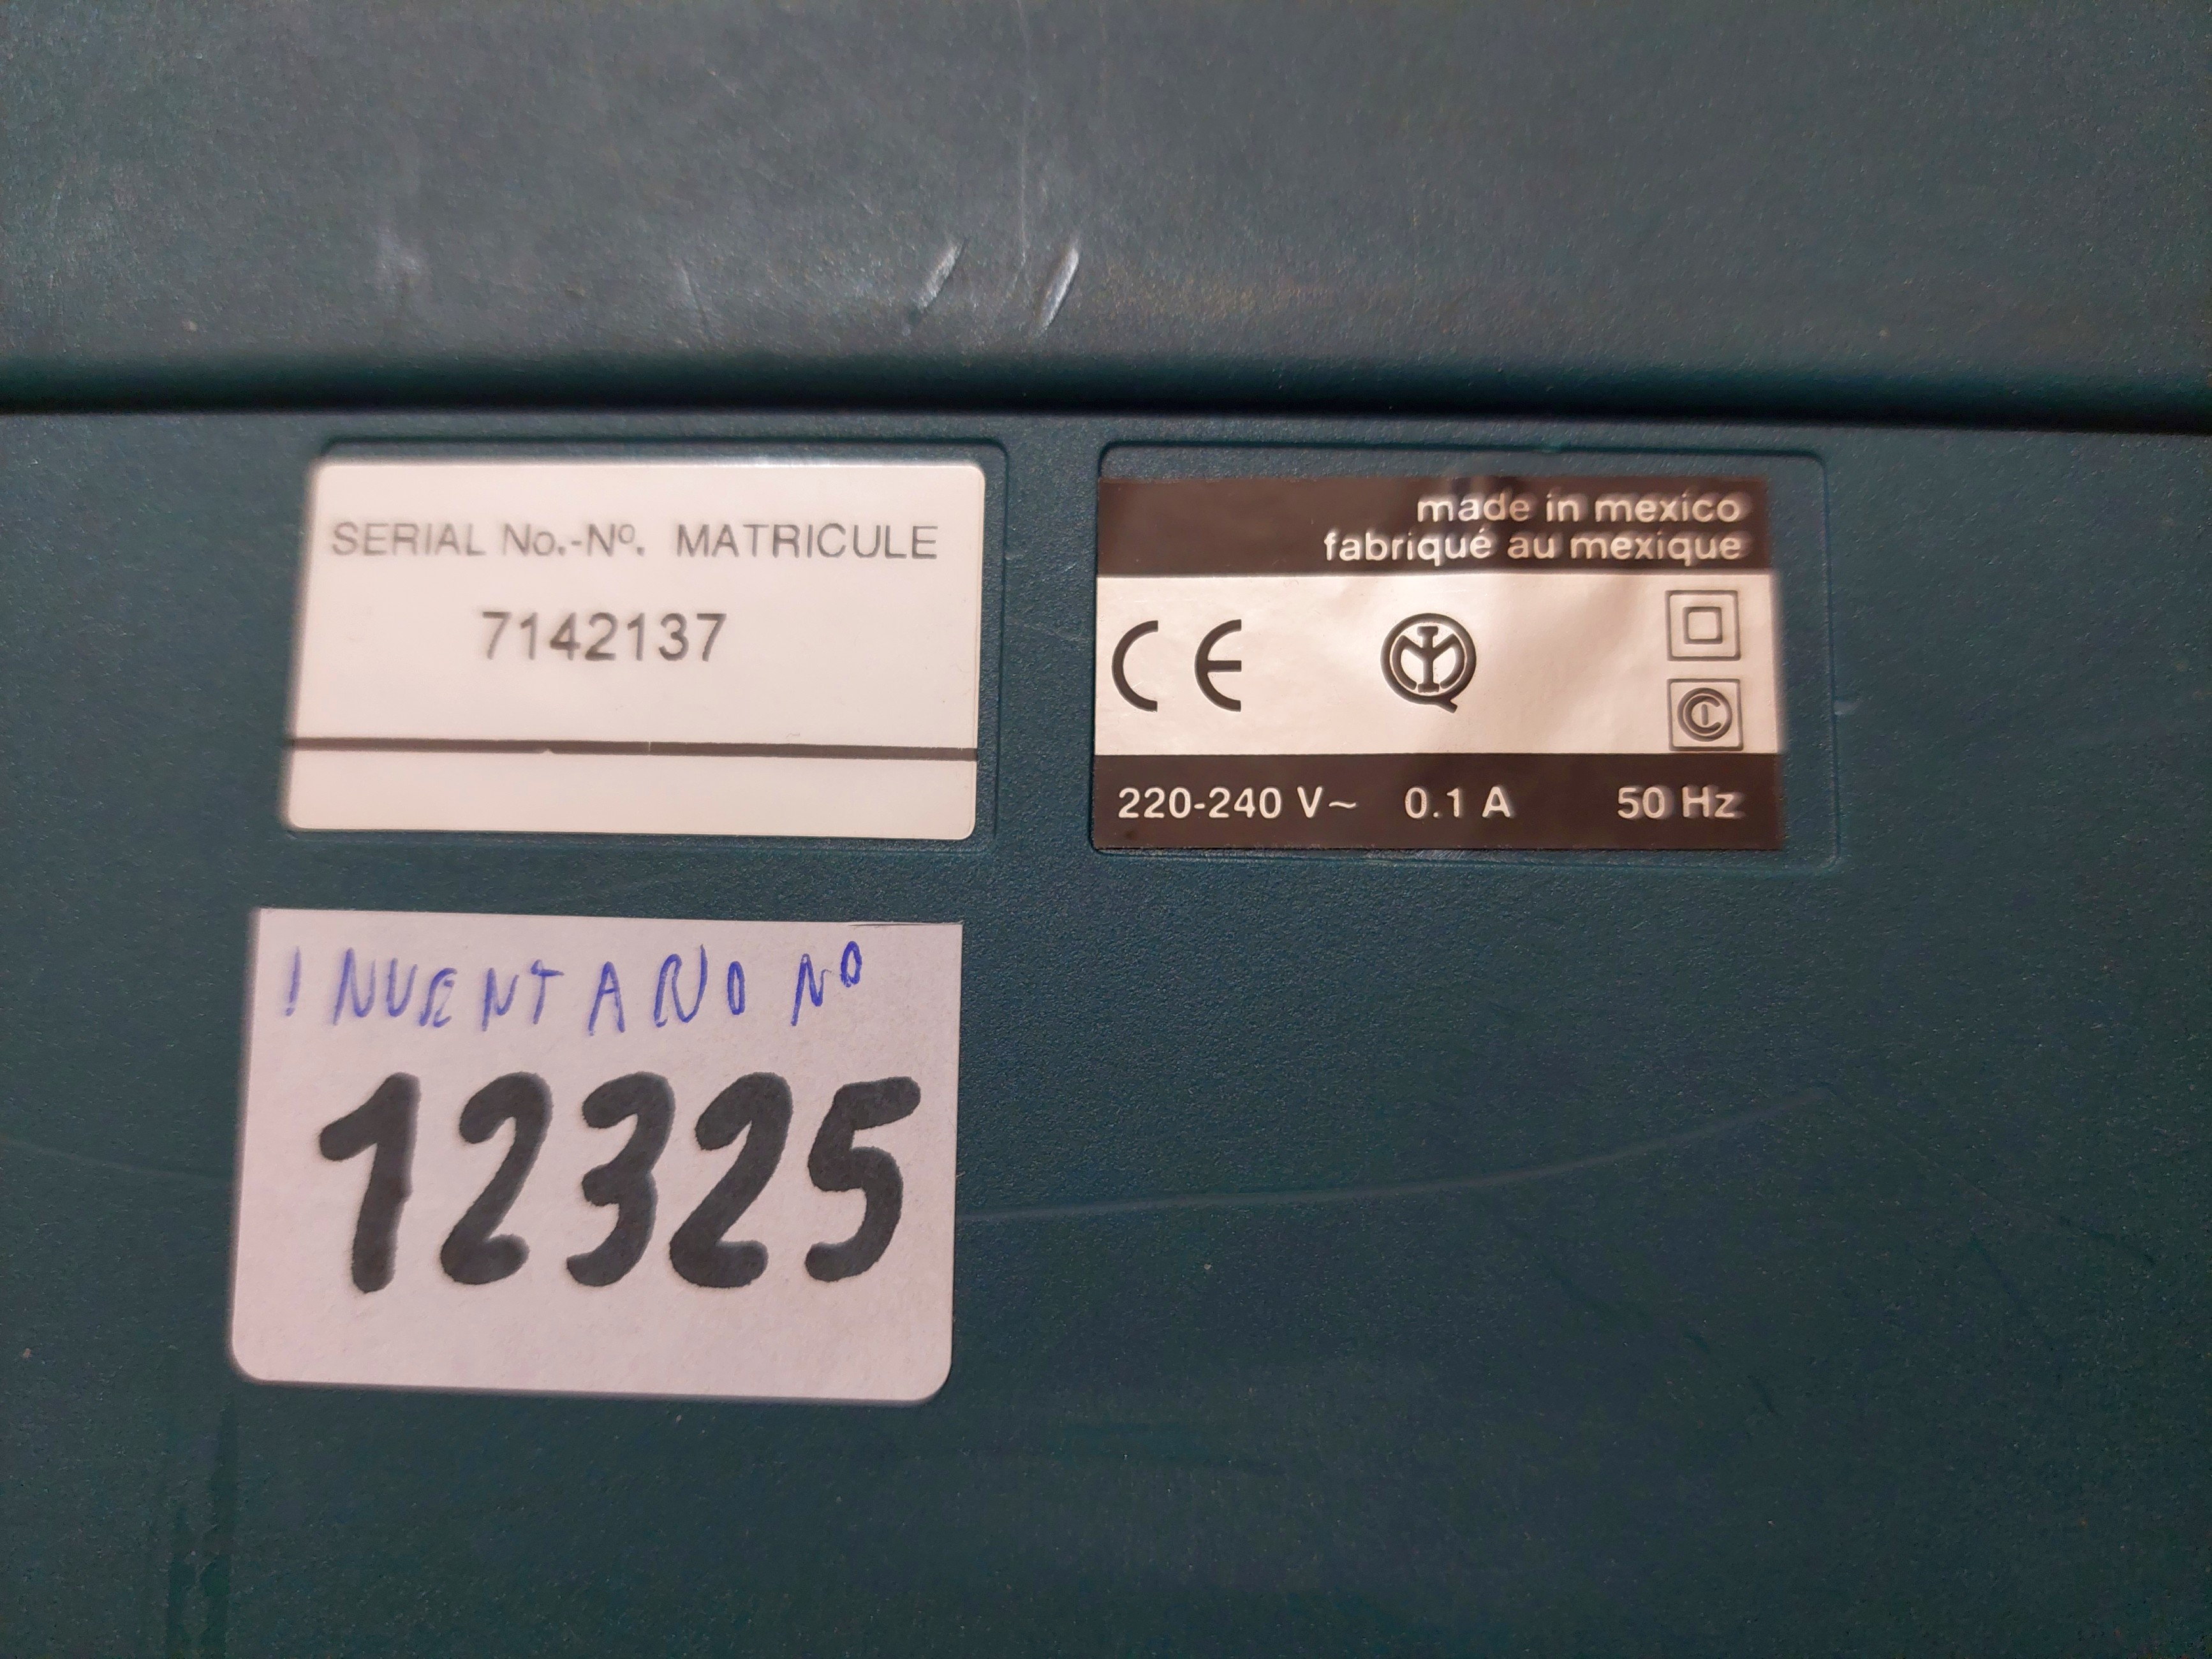 SERIAL No.-Nº. MATRICULE
7142137
made in mexico
fabriqué au mexique
CE
220-240 V~ 0.1 A 50 Hz
INVENTARIO Nº
12325